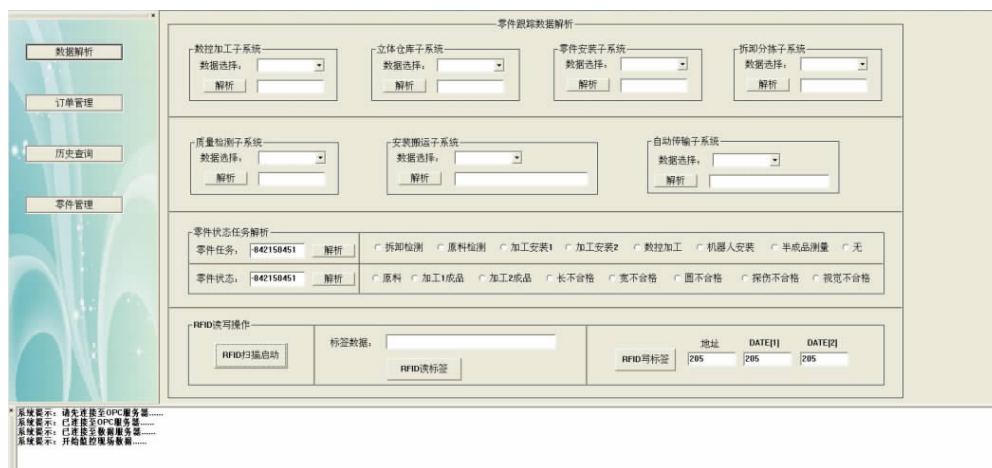 零件跟踪数据解析
数据解析
订单管理
历史查询
零件管理
数控加工子系统
数据选择：
解析
立体仓库子系统
数据选择：
解析
零件安装子系统
数据选择：
解析
拆卸分拣子系统
数据选择：
解析
质量检测子系统
数据选择：
解析
安装搬运子系统
数据选择：
解析
自动传输子系统
数据选择：
解析
零件状态任务解析
零件任务： -842150451 解析 拆卸检测 原料检测 加工安装1 加工安装2 数控加工 机器人安装 半成品测量 无
零件状态： -842150451 解析 原料 加工1成品 加工2成品 长不合格 宽不合格 圆不合格 探伤不合格 视觉不合格
RFID读写操作
RFID扫描启动
标签数据：
RFID读标签
地址 DATE[1] DATE[2]
RFID写标签 205 205 205
系统提示：请先连接至OPC服务器......
系统提示：已连接至OPC服务器......
系统提示：已连接至数据服务器......
系统提示：开始监控现场数据......